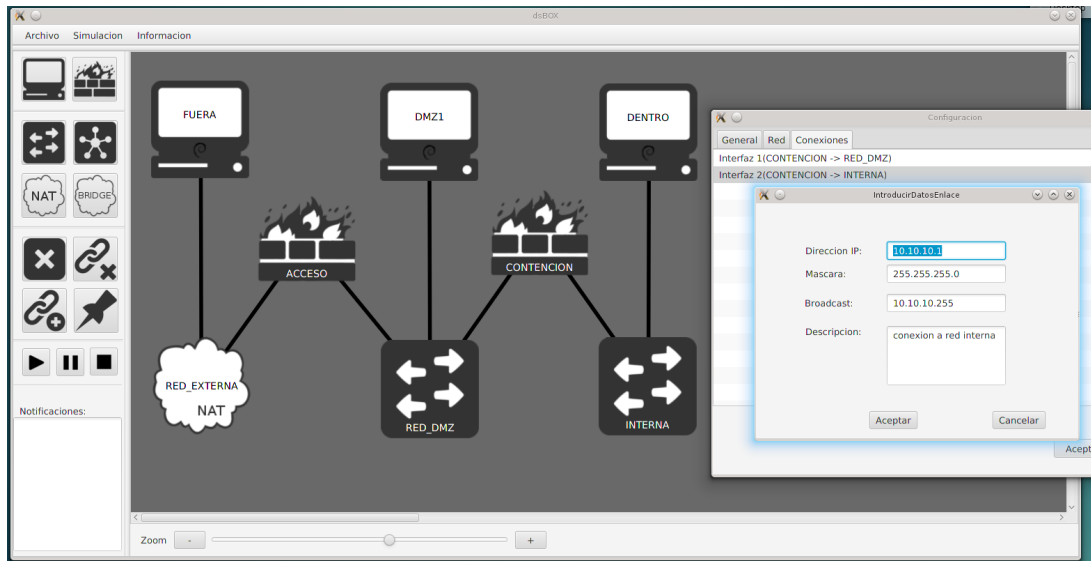 dsBOX
Archivo Simulacion Informacion
FUERA
DMZ1
DENTRO
NAT
BRIDGE
ACCESO
CONTENCION
RED_EXTERNA
NAT
RED_DMZ
INTERNA
Notificaciones:
Zoom - +
Configuracion
General Red Conexiones
Interfaz 1(CONTENCION -> RED_DMZ)
Interfaz 2(CONTENCION -> INTERNA)
IntroducirDatosEnlace
Direccion IP: 10.10.10.1
Mascara: 255.255.255.0
Broadcast: 10.10.10.255
Descripcion: conexion a red interna
Aceptar Cancelar
Acept